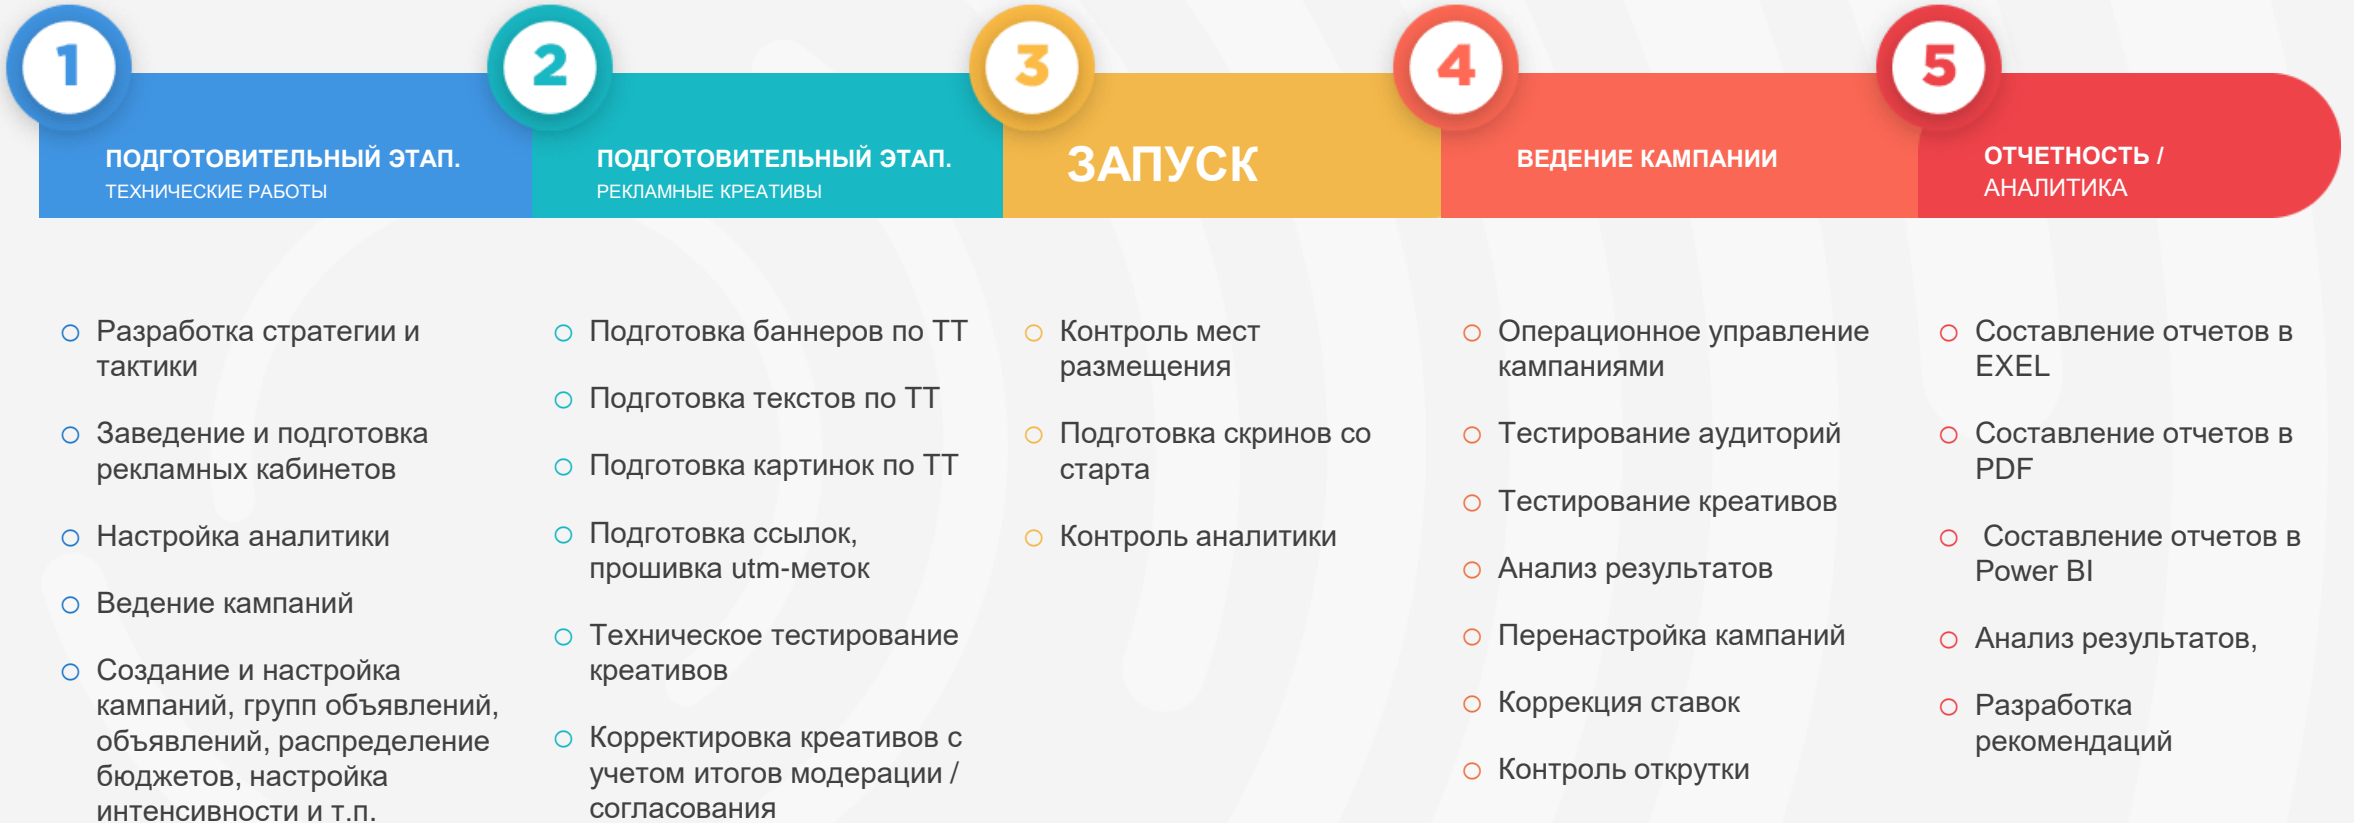 1
ПОДГОТОВИТЕЛЬНЫЙ ЭТАП.
ТЕХНИЧЕСКИЕ РАБОТЫ
Разработка стратегии и
тактики
Заведение и подготовка
рекламных кабинетов
Настройка аналитики
Ведение кампаний
Создание и настройка
кампаний, групп объявлений,
объявлений, распределение
бюджетов, настройка
интенсивности и т.п.
2
ПОДГОТОВИТЕЛЬНЫЙ ЭТАП.
РЕКЛАМНЫЕ КРЕАТИВЫ
Подготовка баннеров по ТТ
Подготовка текстов по ТТ
Подготовка картинок по ТТ
Подготовка ссылок,
прошивка utm-меток
Техническое тестирование
креативов
Корректировка креативов с
учетом итогов модерации /
согласования
3
ЗАПУСК
Контроль мест
размещения
Подготовка скринов со
старта
Контроль аналитики
4
ВЕДЕНИЕ КАМПАНИИ
Операционное управление
кампаниями
Тестирование аудиторий
Тестирование креативов
Анализ результатов
Перенастройка кампаний
Коррекция ставок
Контроль открутки
5
ОТЧЕТНОСТЬ /
АНАЛИТИКА
Составление отчетов в
EXEL
Составление отчетов в
PDF
Составление отчетов в
Power BI
Анализ результатов,
Разработка
рекомендаций